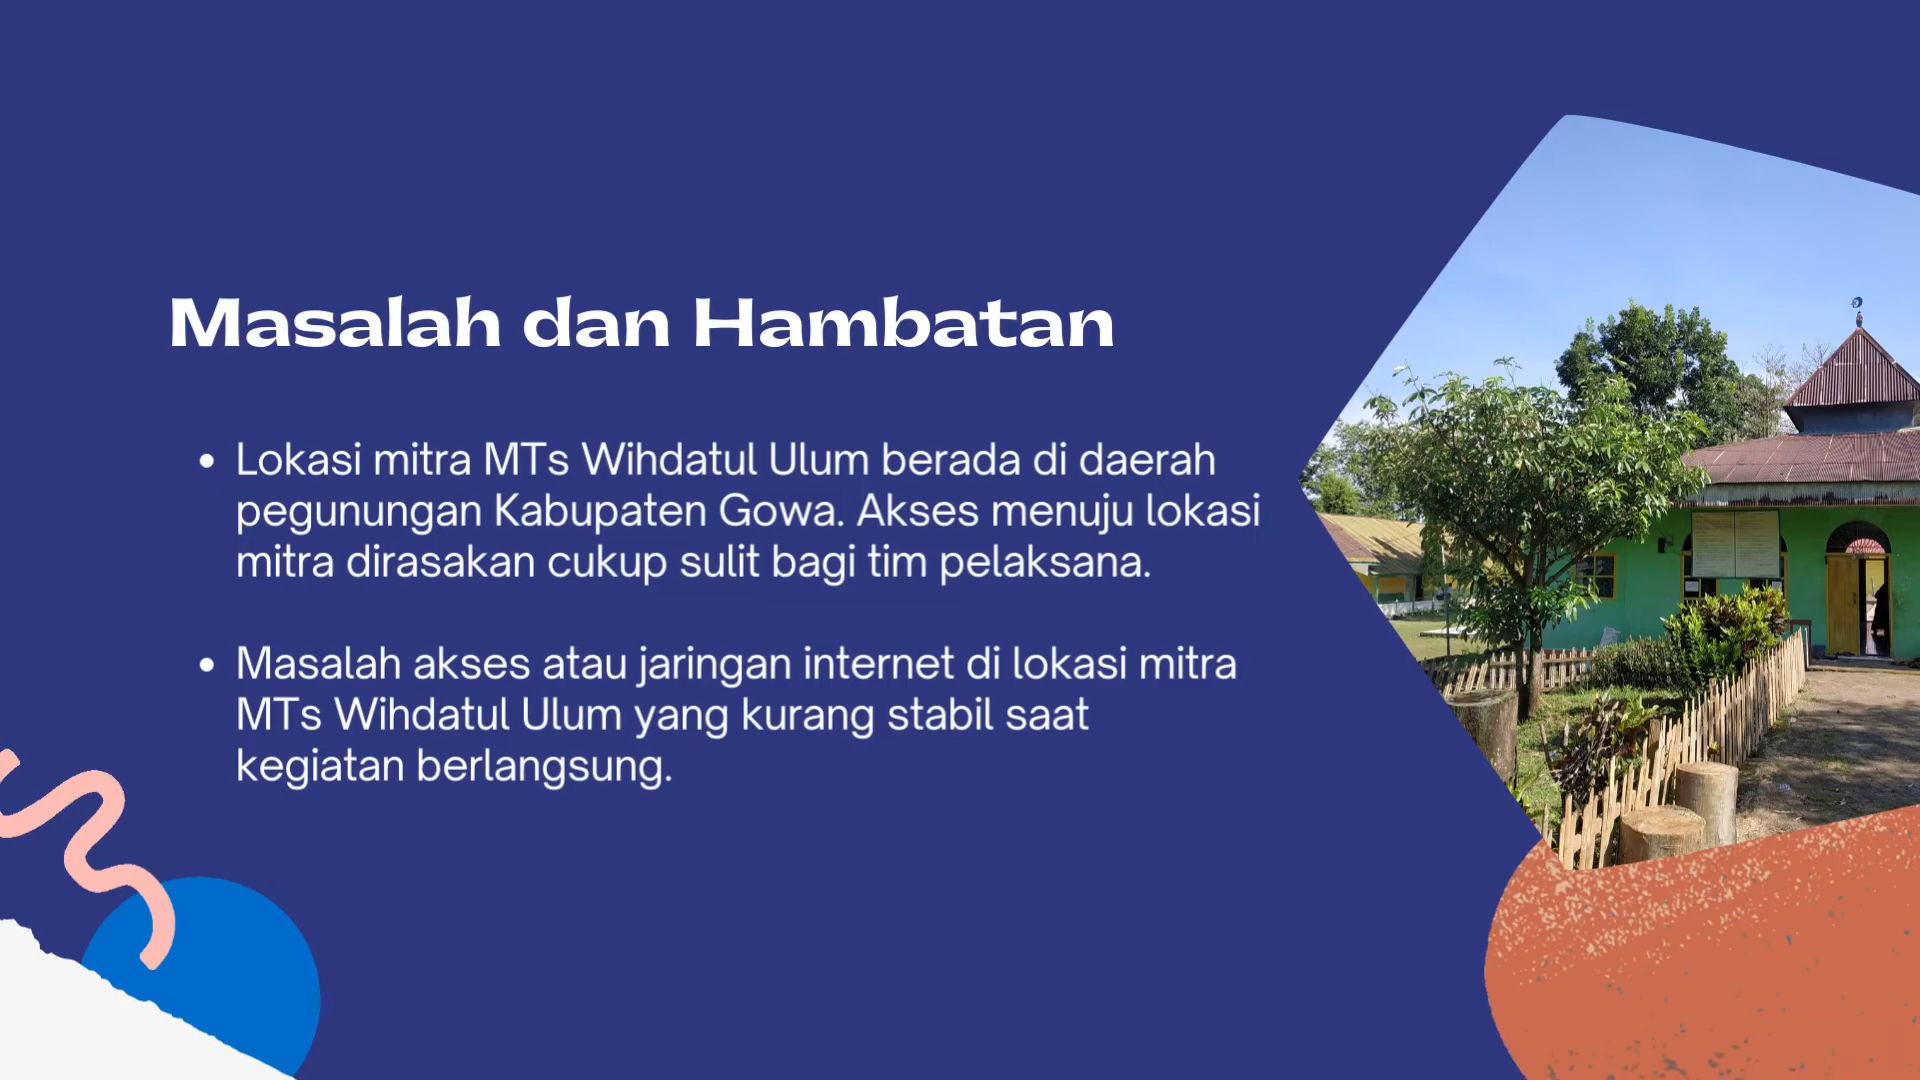 Masalah dan Hambatan
• Lokasi mitra MTs Wihdatul Ulum berada di daerah
pegunungan Kabupaten Gowa. Akses menuju lokasi
mitra dirasakan cukup sulit bagi tim pelaksana.
• Masalah akses atau jaringan internet di lokasi mitra
MTs Wihdatul Ulum yang kurang stabil saat
kegiatan berlangsung.